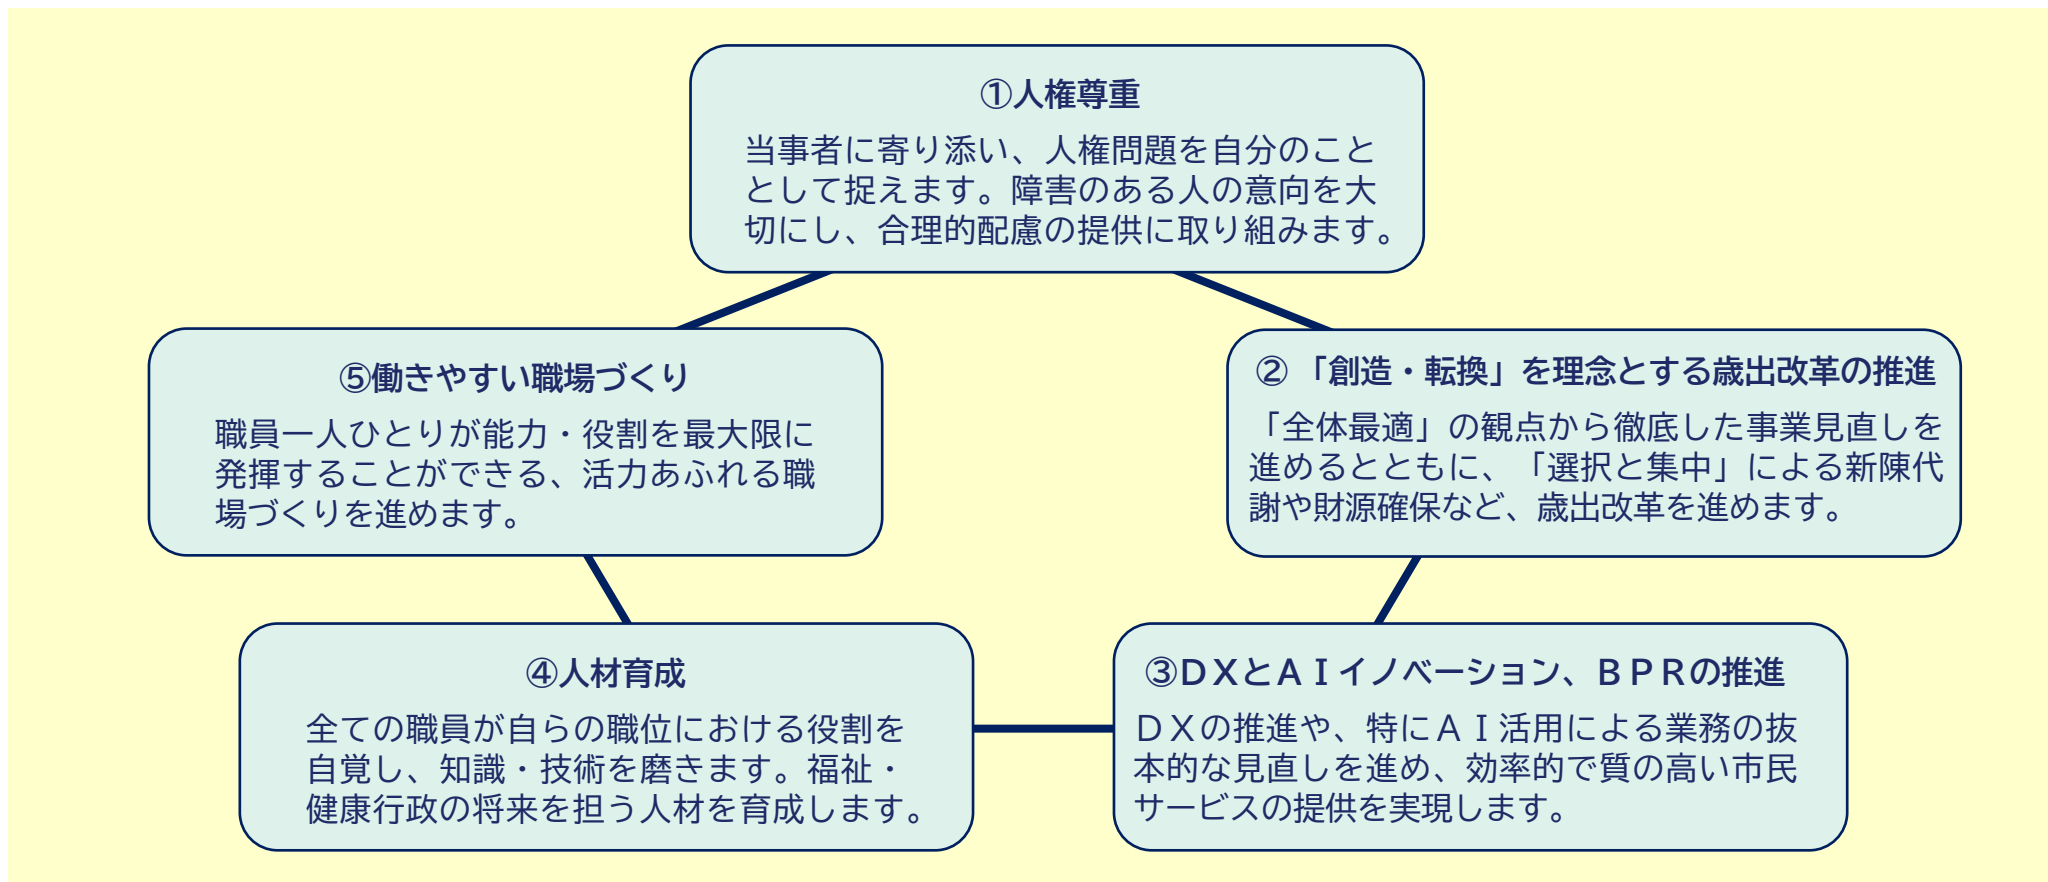 ①人権尊重
当事者に寄り添い、人権問題を自分のこと
として捉えます。障害のある人の意向を大
切にし、合理的配慮の提供に取り組みます。
②「創造・転換」を理念とする歳出改革の推進
「全体最適」の観点から徹底した事業見直しを
進めるとともに、「選択と集中」による新陳代
謝や財源確保など、歳出改革を進めます。
③ＤＸとＡＩイノベーション、ＢＰＲの推進
ＤＸの推進や、特にＡＩ活用による業務の抜
本的な見直しを進め、効率的で質の高い市民
サービスの提供を実現します。
④人材育成
全ての職員が自らの職位における役割を
自覚し、知識・技術を磨きます。福祉・
健康行政の将来を担う人材を育成します。
⑤働きやすい職場づくり
職員一人ひとりが能力・役割を最大限に
発揮することができる、活力あふれる職
場づくりを進めます。